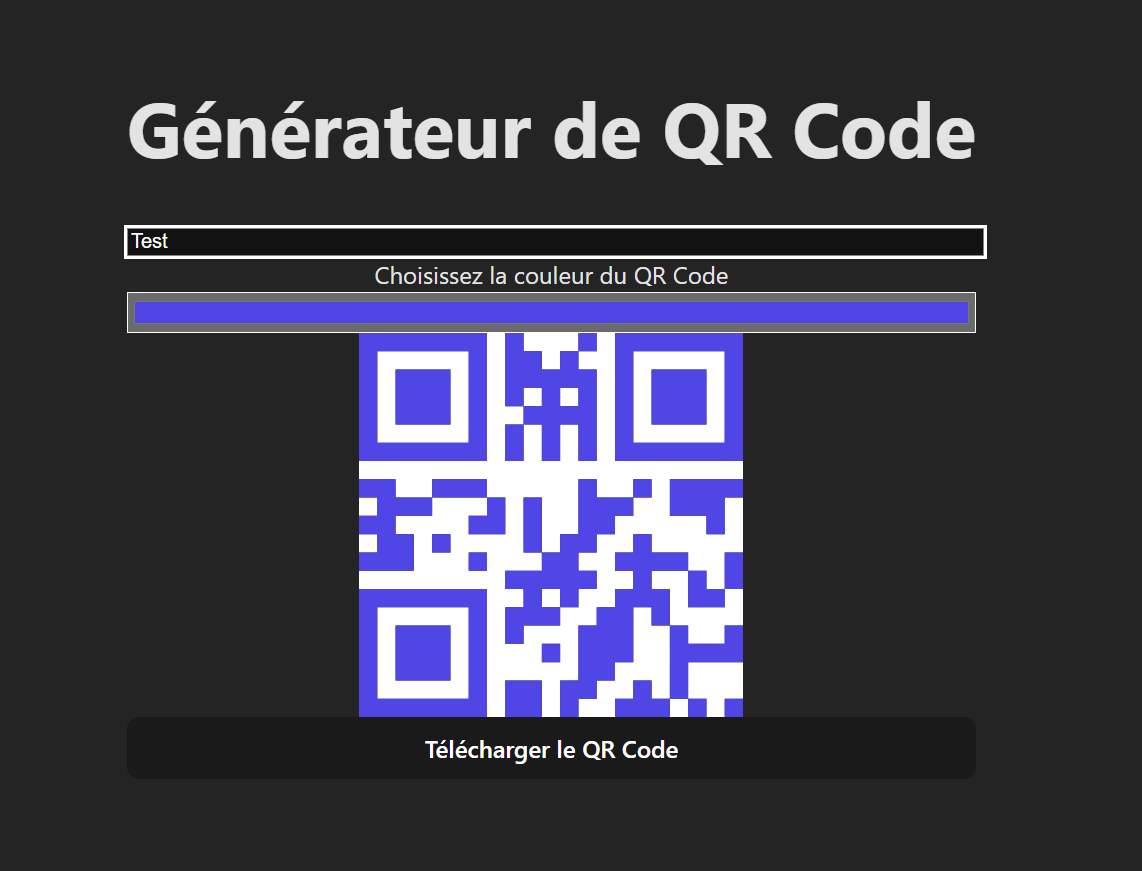 Générateur de QR Code
Test
Choisissez la couleur du QR Code
Télécharger le QR Code